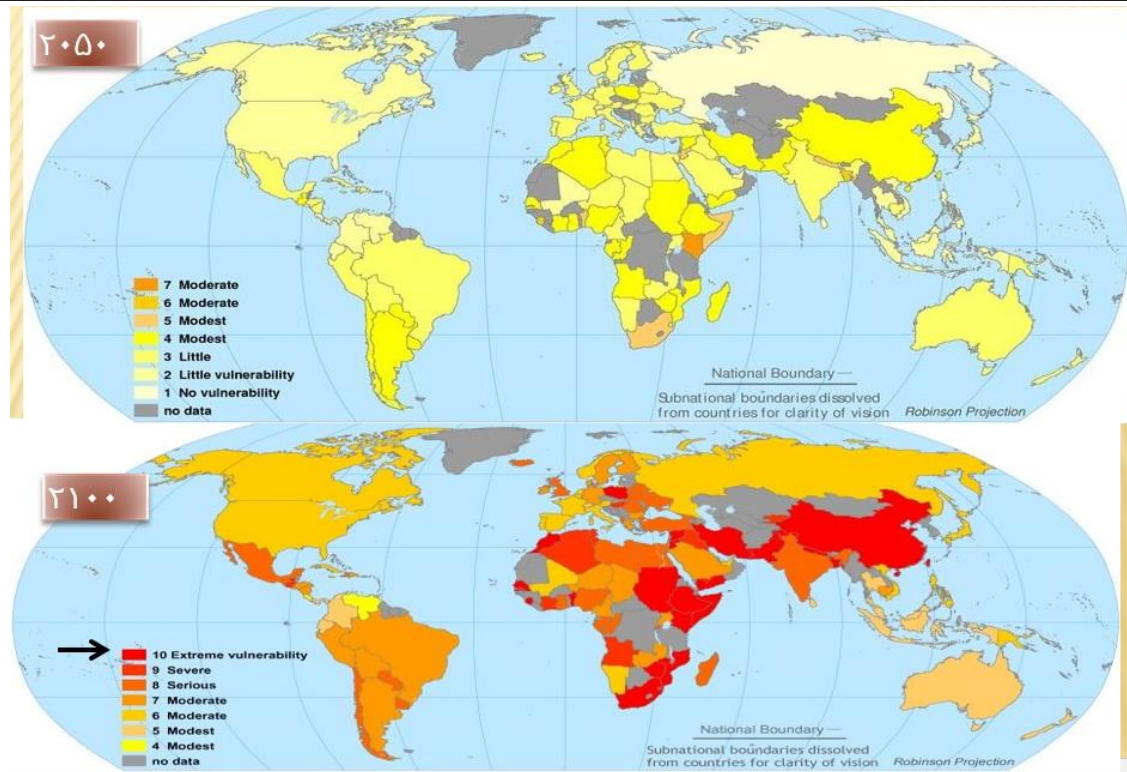 ۲۰۵۰
7 Moderate
6 Moderate
5 Modest
4 Modest
3 Little
2 Little vulnerability
1 No vulnerability
no data
National Boundary —
Subnational boundaries dissolved
from countries for clarity of vision
Robinson Projection
۲۱۰۰
10 Extreme vulnerability
9 Severe
8 Serious
7 Moderate
6 Moderate
5 Modest
4 Modest
no data
National Boundary —
Subnational boundaries dissolved
from countries for clarity of vision
Robinson Projection